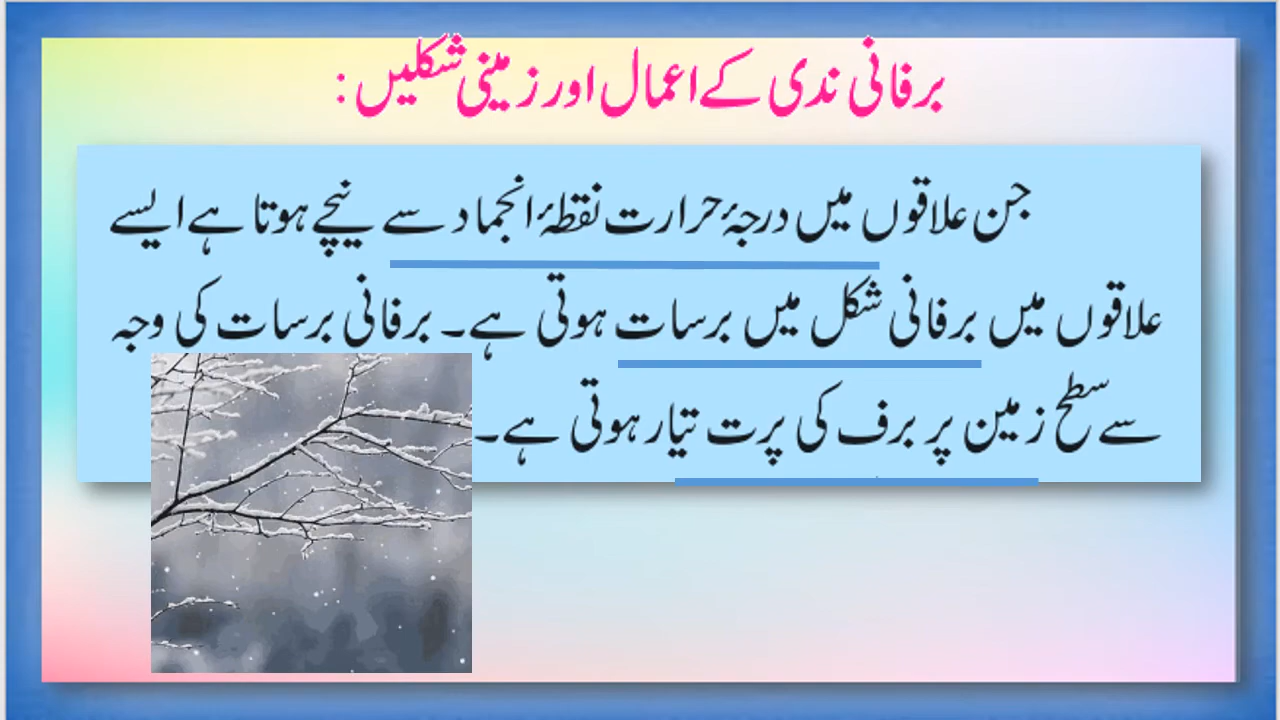 برفانی ندی کے اعمال اور زمینی شکلیں :
جن علاقوں میں درجۂ حرارت نقطۂ انجماد سے نیچے ہوتا ہے ایسے
علاقوں میں برفانی شکل میں برسات ہوتی ہے۔ برفانی برسات کی وجہ
سے سطح زمین پر برف کی پرت تیار ہوتی ہے۔